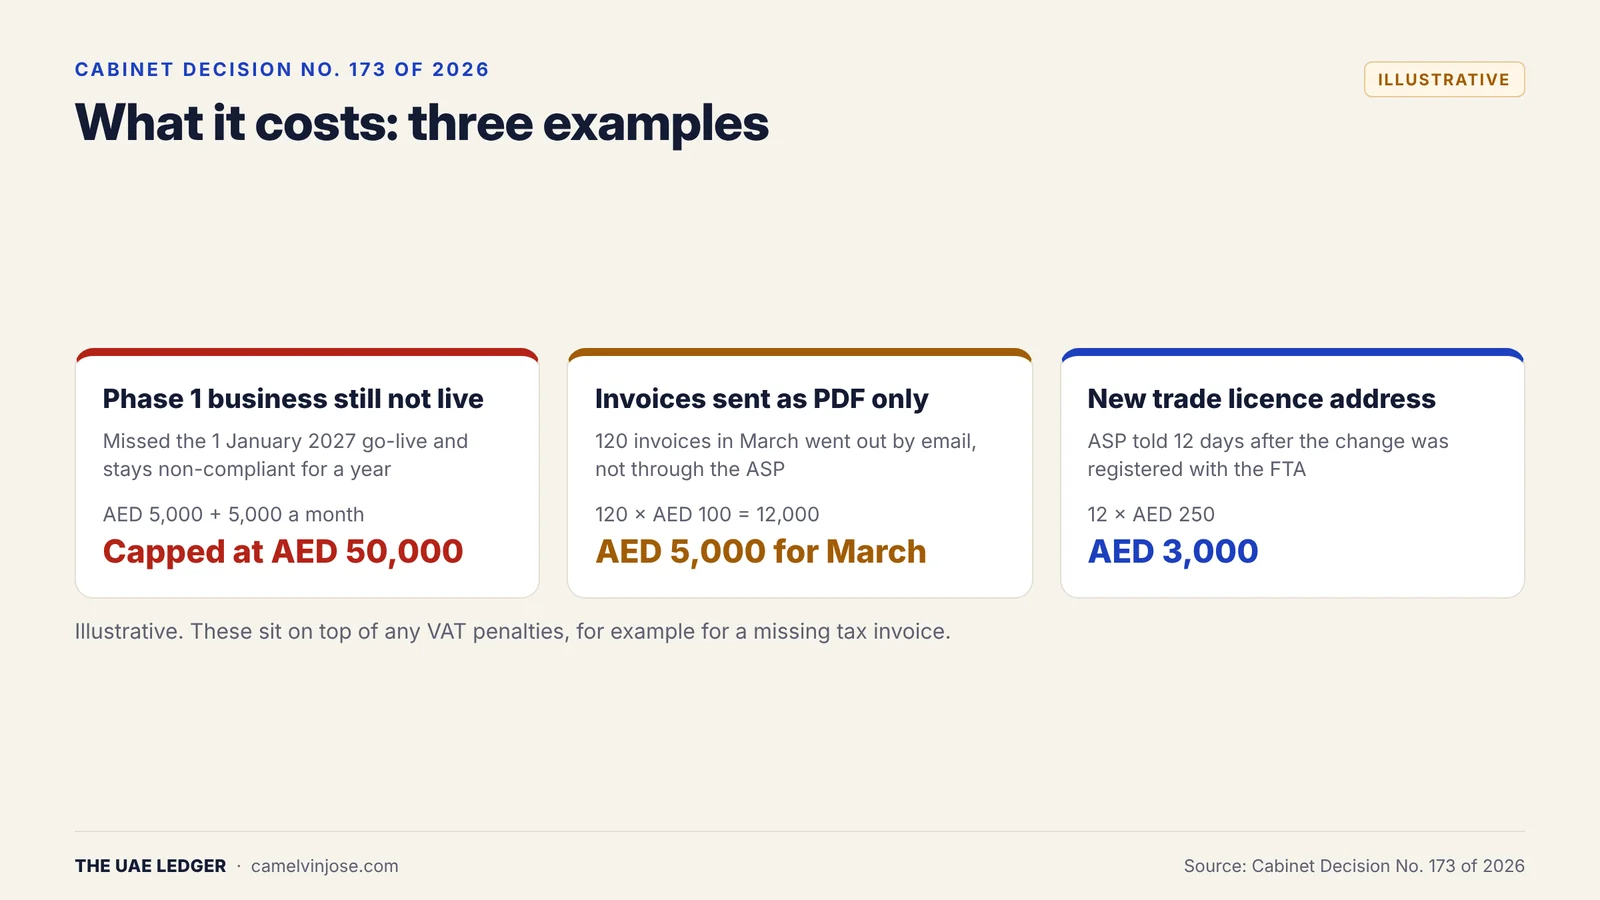 CABINET DECISION NO. 173 OF 2026
ILLUSTRATIVE
What it costs: three examples
Phase 1 business still not live
Missed the 1 January 2027 go-live and
stays non-compliant for a year
AED 5,000 + 5,000 a month
Capped at AED 50,000
Invoices sent as PDF only
120 invoices in March went out by email,
not through the ASP
120 × AED 100 = 12,000
AED 5,000 for March
New trade licence address
ASP told 12 days after the change was
registered with the FTA
12 × AED 250
AED 3,000
Illustrative. These sit on top of any VAT penalties, for example for a missing tax invoice.
THE UAE LEDGER · camelvinjose.com
Source: Cabinet Decision No. 173 of 2026